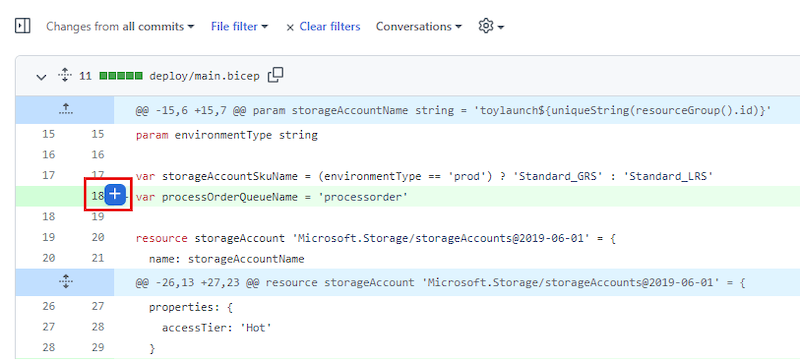 Changes from all commits File filter Clear filters Conversations
11 deploy/main.bicep
@@ -15,6 +15,7 @@ param storageAccountName string = 'toylaunch${uniqueString(resourceGroup().id)}'
15 15 param environmentType string
16 16
17 17 var storageAccountSkuName = (environmentType == 'prod') ? 'Standard_GRS' : 'Standard_LRS'
18 + var processOrderQueueName = 'processorder'
18 19
19 20 resource storageAccount 'Microsoft.Storage/storageAccounts@2019-06-01' = {
20 21 name: storageAccountName
@@ -26,13 +27,23 @@ resource storageAccount 'Microsoft.Storage/storageAccounts@2019-06-01' = {
26 27 properties: {
27 28 accessTier: 'Hot'
28 29 }